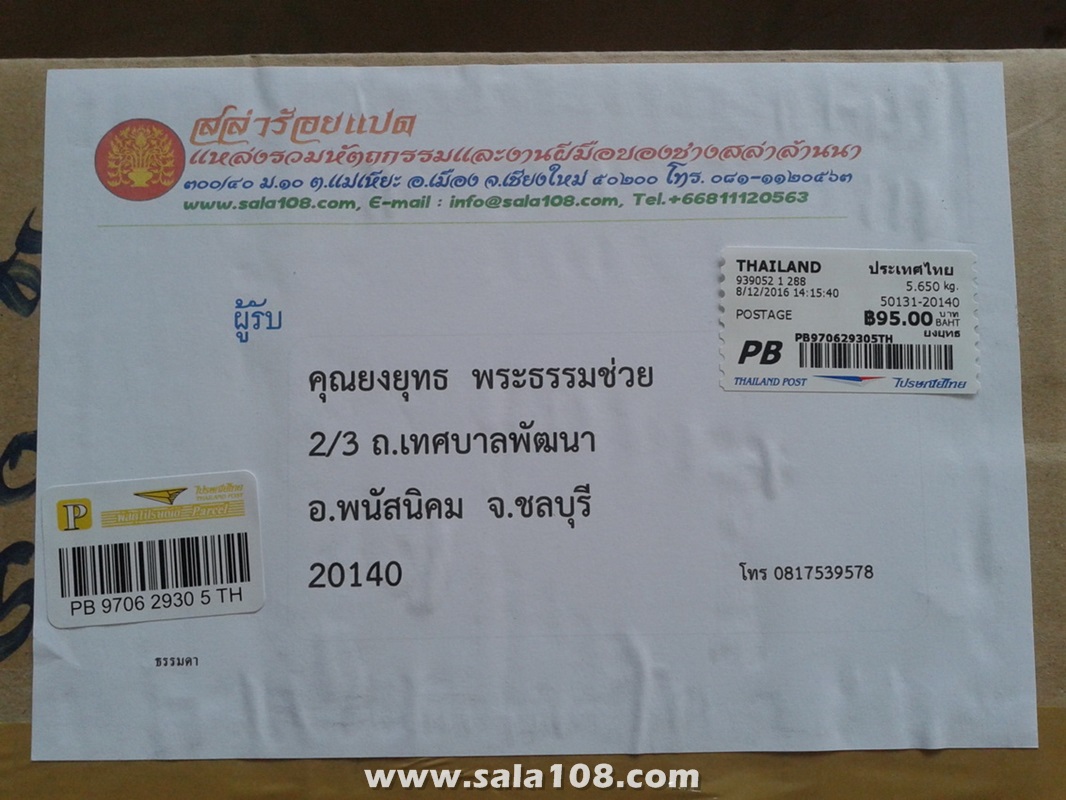 สล่าร้อยแปด
แหล่งรวมหัตถกรรมและงานฝีมือของช่างสล่าล้านนา
๓๐๐/๔๐ ม.๑๐ ต.แม่เหียะ อ.เมือง จ.เชียงใหม่ ๕๐๒๐๐ โทร. ๐๘๑-๑๑๒๐๕๖๓
www.sala108.com, E-mail : info@sala108.com, Tel.+66811120563
THAILAND ประเทศไทย
939052 1 288 5.650 kg.
8/12/2016 14:15:40 50131-20140
POSTAGE ฿95.00 บาท BAHT
ยงยุทธ
PB PB970629305TH
THAILAND POST ไปรษณีย์ไทย
ผู้รับ
คุณยงยุทธ พระธรรมช่วย
2/3 ถ.เทศบาลพัฒนา
อ.พนัสนิคม จ.ชลบุรี
20140
โทร 0817539578
ไปรษณีย์ไทย
THAILAND POST
P Parcel
PB 9706 2930 5 TH
ธรรมดา
www.sala108.com